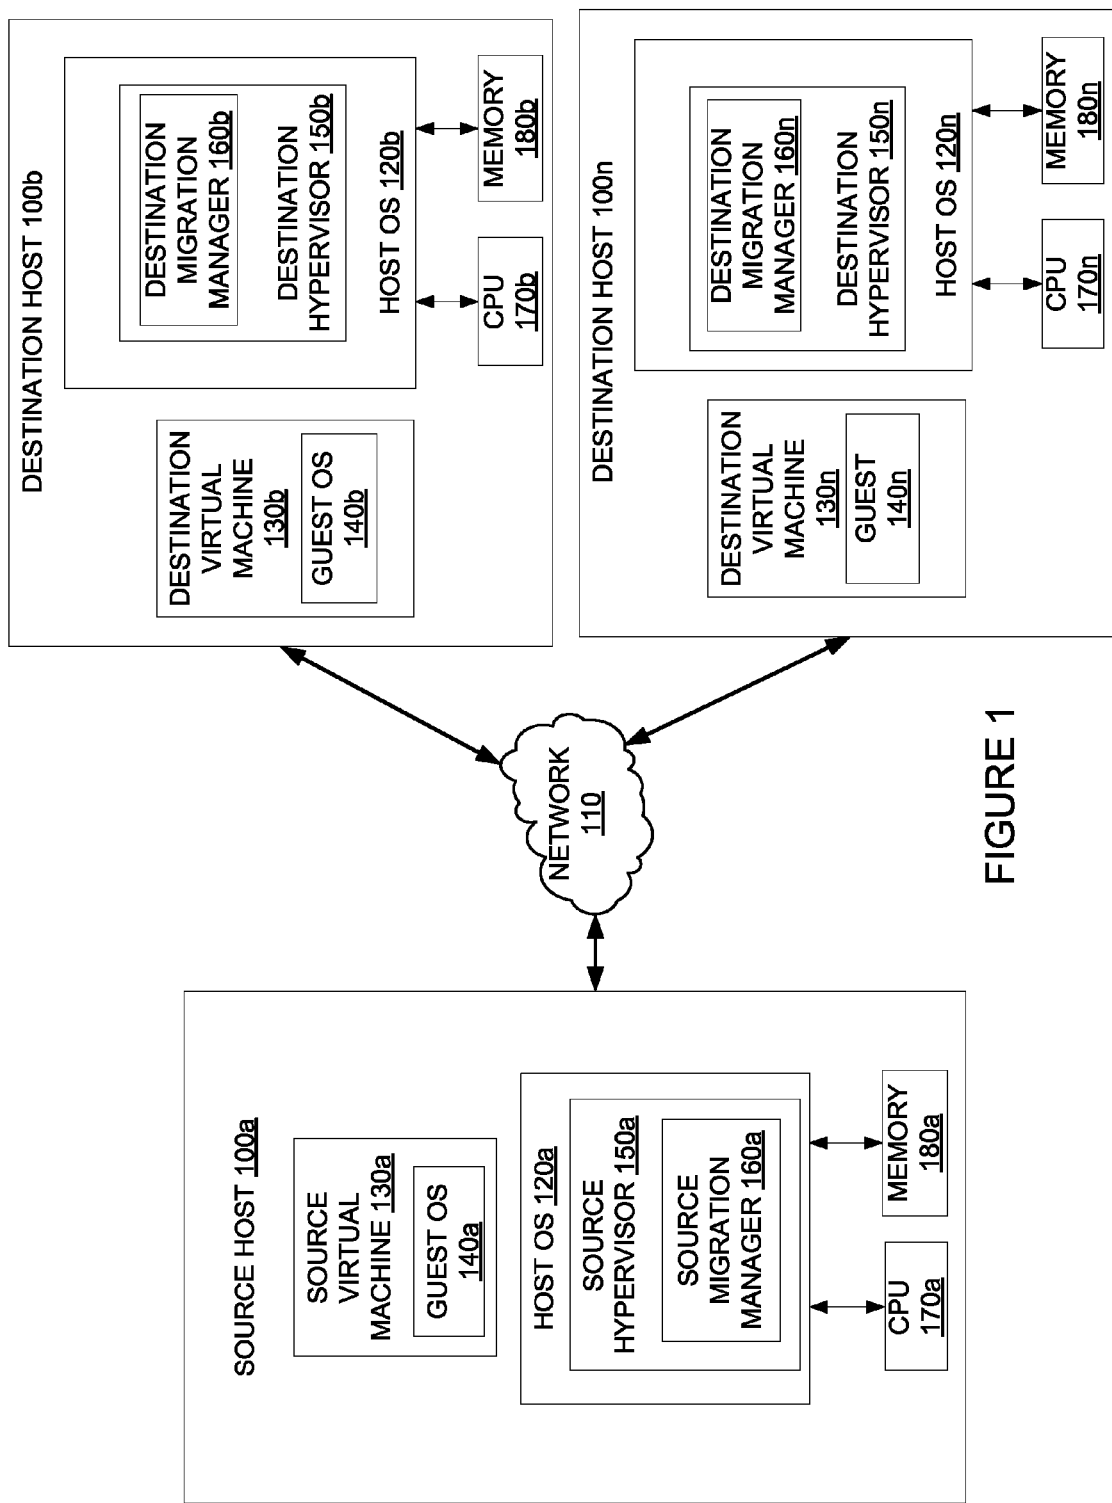 SOURCE HOST 100a
SOURCE
VIRTUAL
MACHINE 130a
GUEST OS
140a
HOST OS 120a
SOURCE
HYPERVISOR 150a
SOURCE
MIGRATION
MANAGER 160a
CPU
170a
MEMORY
180a
NETWORK
110
DESTINATION HOST 100b
DESTINATION
VIRTUAL
MACHINE
130b
GUEST OS
140b
DESTINATION
MIGRATION
MANAGER 160b
DESTINATION
HYPERVISOR 150b
HOST OS 120b
CPU
170b
MEMORY
180b
DESTINATION HOST 100n
DESTINATION
VIRTUAL
MACHINE
130n
GUEST
140n
DESTINATION
MIGRATION
MANAGER 160n
DESTINATION
HYPERVISOR 150n
HOST OS 120n
CPU
170n
MEMORY
180n
FIGURE 1